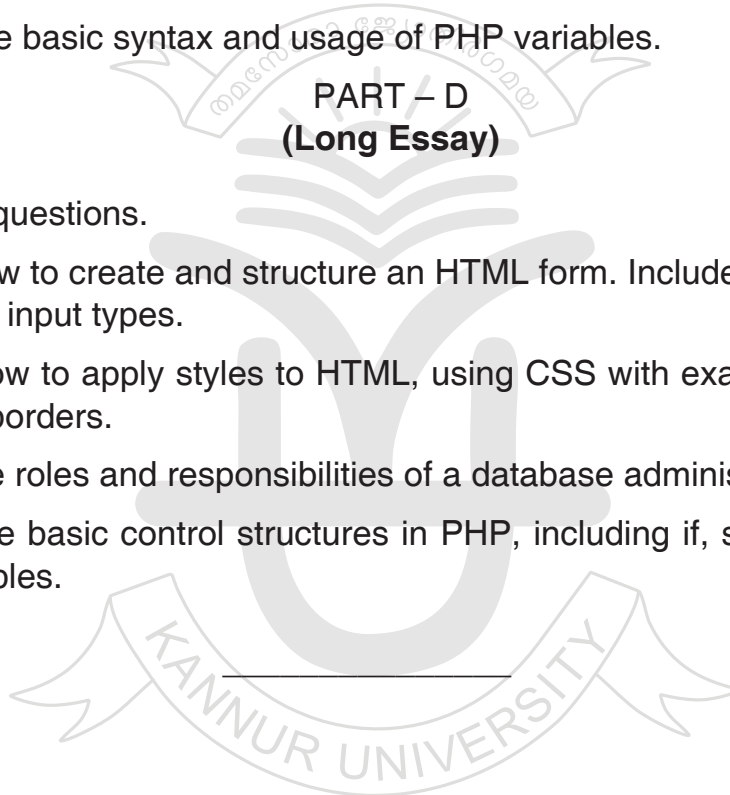 e basic syntax and usage of PHP variables.
PART – D
(Long Essay)
questions.
w to create and structure an HTML form. Include
input types.
ow to apply styles to HTML, using CSS with exa
borders.
e roles and responsibilities of a database adminis
e basic control structures in PHP, including if, s
bles.
KANNUR UNIVERSITY